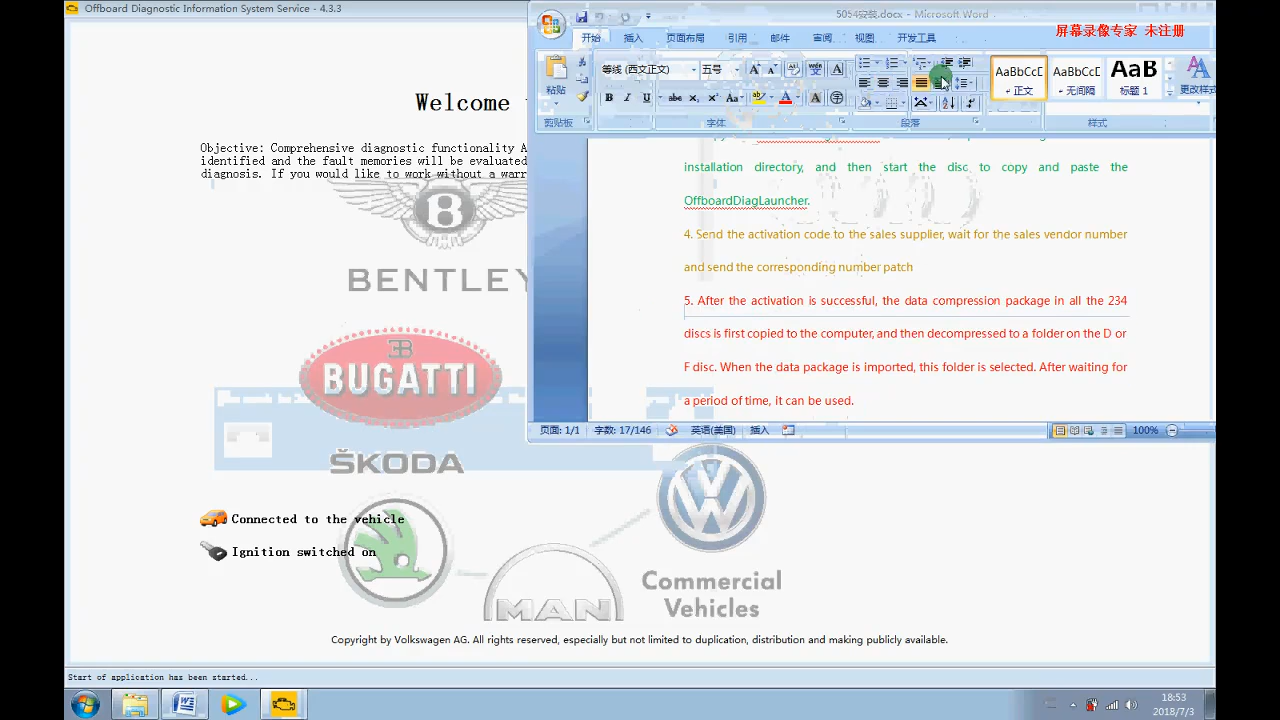 Offboard Diagnostic Information System Service - 4.3.3
5054安装.docx - Microsoft Word
屏幕录像专家 未注册
开始 插入 页面布局 引用 邮件 审阅 视图 开发工具
粘贴
等线 (西文正文) 五号
AaBbCcD AaBbCcD AaB
正文 无间隔 标题 1 更改样式
剪贴板 字体 段落 样式
Welcome
Objective: Comprehensive diagnostic functionality A
identified and the fault memories will be evaluated
diagnosis. If you would like to work without a warr
installation directory, and then start the disc to copy and paste the
OffboardDiagLauncher.
4. Send the activation code to the sales supplier, wait for the sales vendor number
and send the corresponding number patch
5. After the activation is successful, the data compression package in all the 234
discs is first copied to the computer, and then decompressed to a folder on the D or
F disc. When the data package is imported, this folder is selected. After waiting for
a period of time, it can be used.
页面: 1/1 字数: 17/146 英语(美国) 插入 100%
B
BENTLEY
BUGATTI
ŠKODA
Connected to the vehicle
Ignition switched on
MAN
Commercial
Vehicles
Copyright by Volkswagen AG. All rights reserved, especially but not limited to duplication, distribution and making publicly available.
Start of application has been started...
18:53
2018/7/3